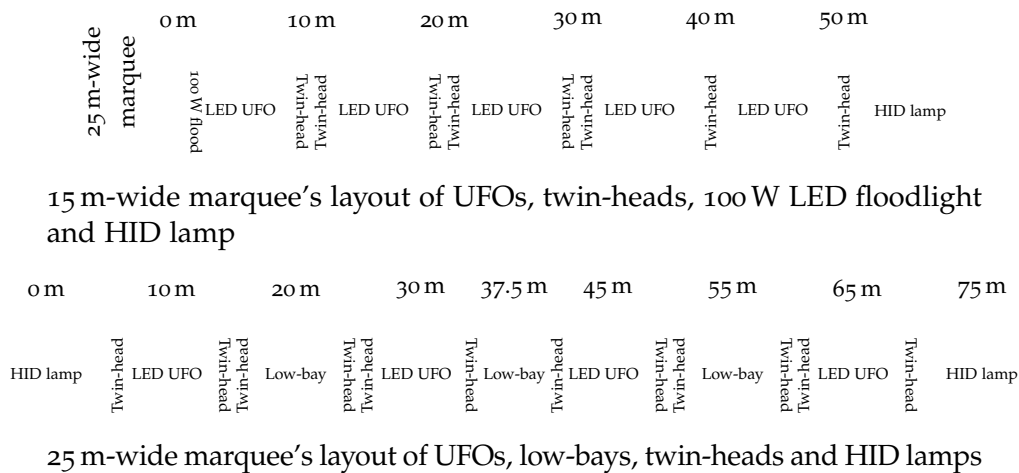 0 m 10 m 20 m 30 m 40 m 50 m
25 m-wide
marquee
100 W flood LED UFO Twin-head Twin-head LED UFO Twin-head Twin-head LED UFO Twin-head Twin-head LED UFO Twin-head LED UFO Twin-head HID lamp
15 m-wide marquee's layout of UFOs, twin-heads, 100 W LED floodlight
and HID lamp
0 m 10 m 20 m 30 m 37.5 m 45 m 55 m 65 m 75 m
HID lamp Twin-head LED UFO Twin-head Twin-head Low-bay Twin-head Twin-head LED UFO Twin-head Low-bay Twin-head LED UFO Twin-head Twin-head Low-bay Twin-head Twin-head LED UFO Twin-head HID lamp
25 m-wide marquee's layout of UFOs, low-bays, twin-heads and HID lamps